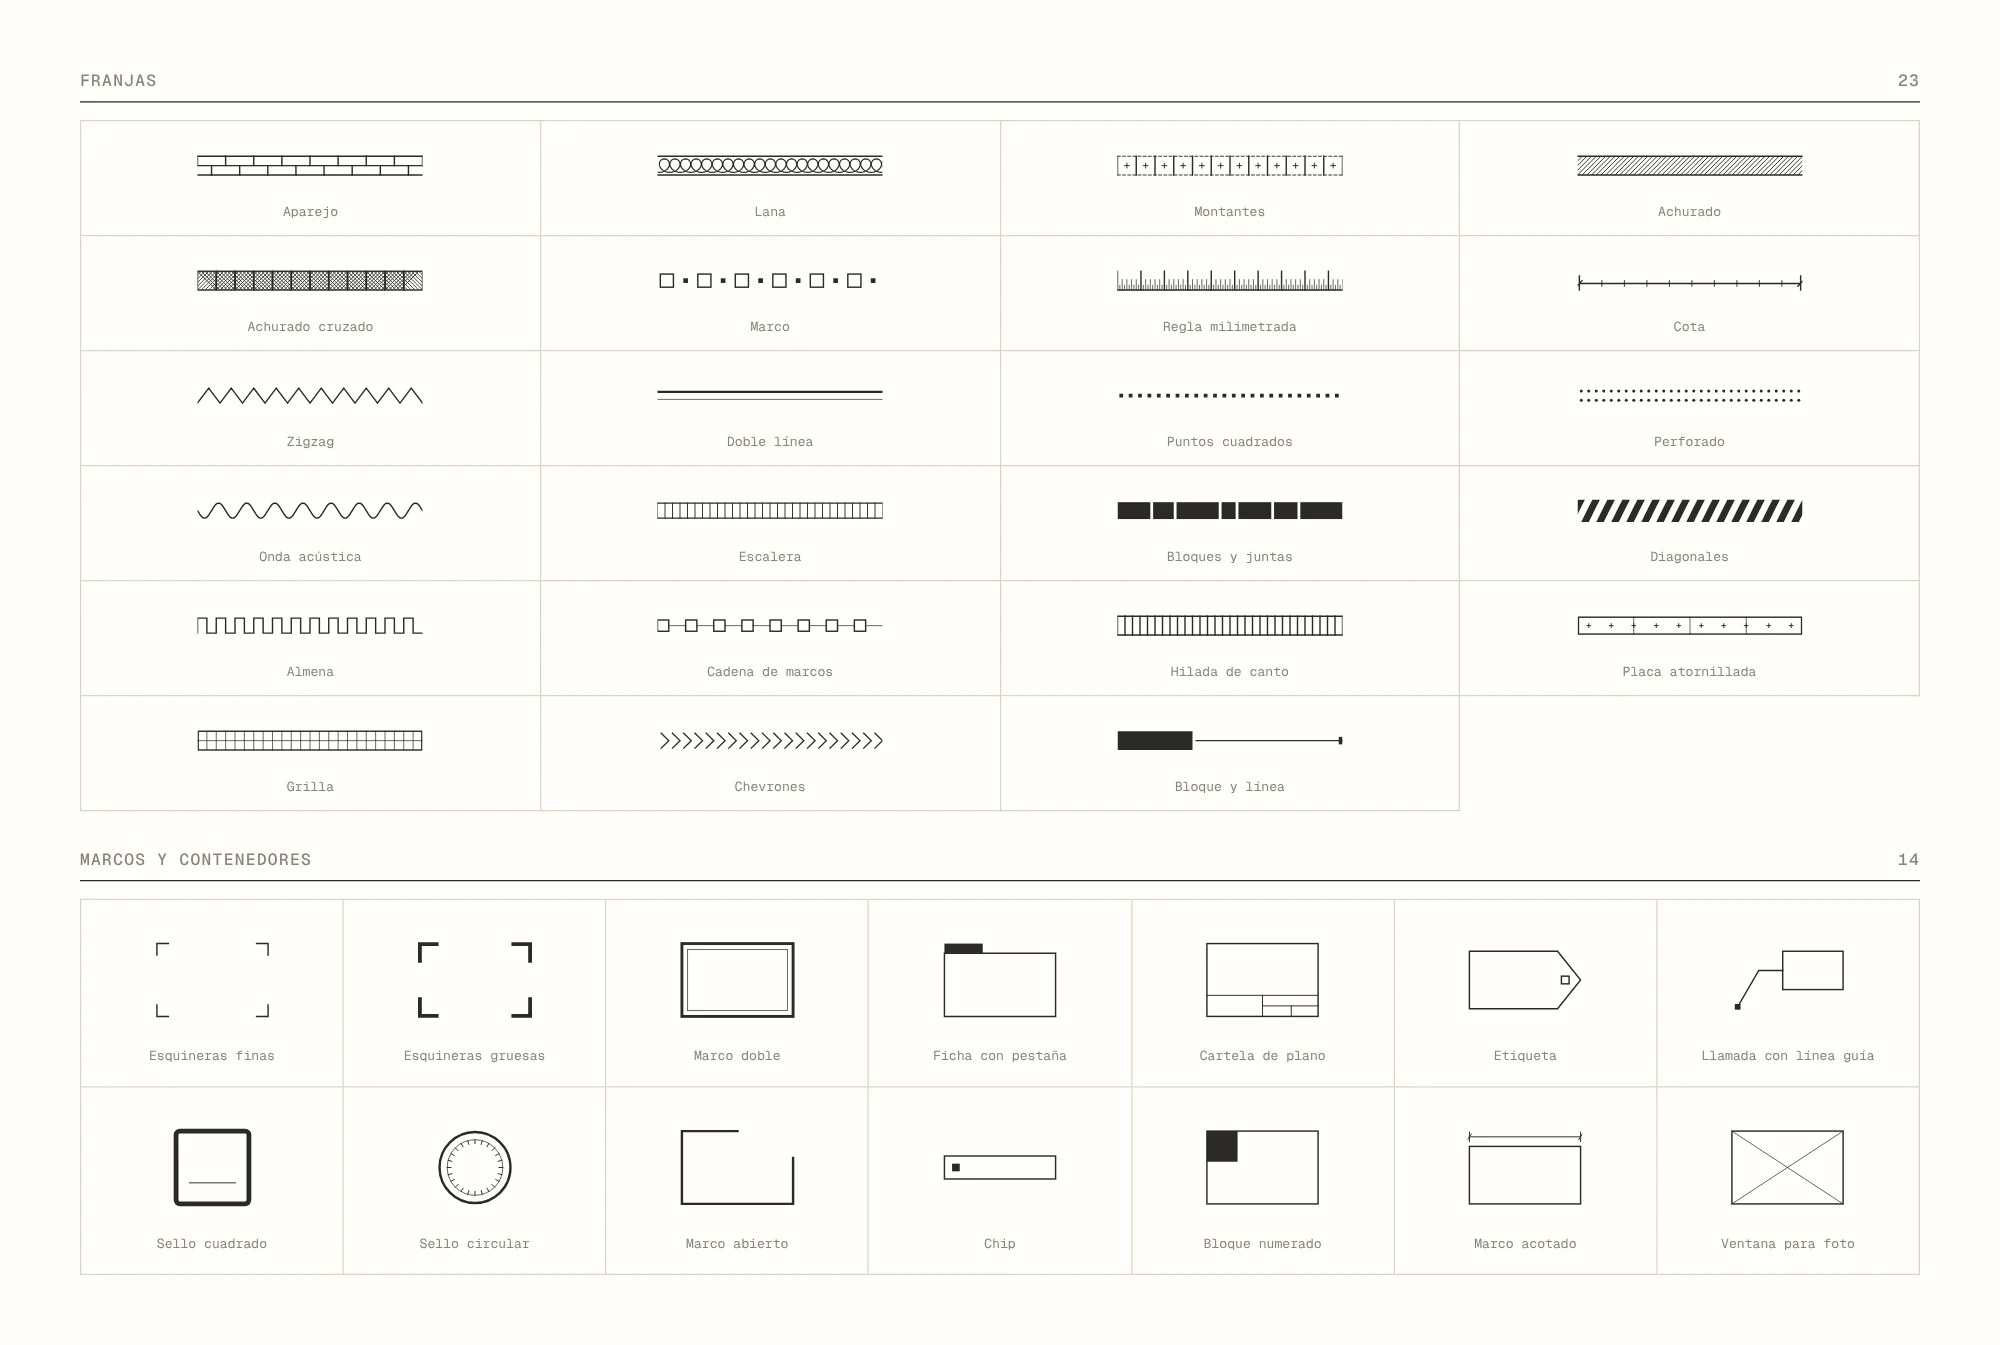 FRANJAS 23
Aparejo Lana Montantes Achurado
Achurado cruzado Marco Regla milimetrada Cota
Zigzag Doble línea Puntos cuadrados Perforado
Onda acústica Escalera Bloques y juntas Diagonales
Almena Cadena de marcos Hilada de canto Placa atornillada
Grilla Chevrones Bloque y línea
MARCOS Y CONTENEDORES 14
Esquineras finas Esquineras gruesas Marco doble Ficha con pestaña Cartela de plano Etiqueta Llamada con línea guía
Sello cuadrado Sello circular Marco abierto Chip Bloque numerado Marco acotado Ventana para foto